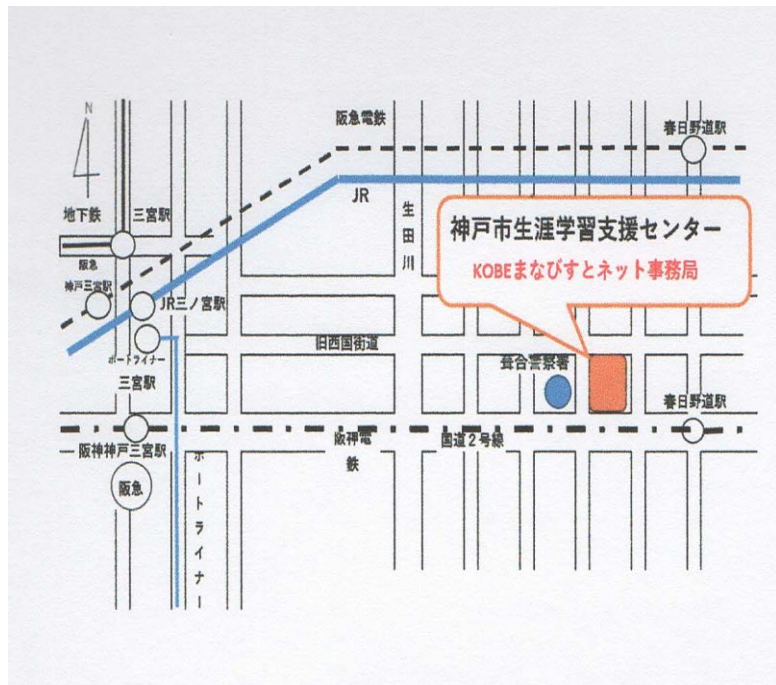 N
阪急電鉄
春日野道駅
地下鉄
三宮駅
JR
生田川
神戸市生涯学習支援センター
KOBEまなびすとネット事務局
阪急
神戸三宮駅
JR三ノ宮駅
ポートライナー
三宮駅
旧西国街道
葺合警察署
春日野道駅
阪神神戸三宮駅
阪神電
鉄
国道2号線
阪急
ポートライナー